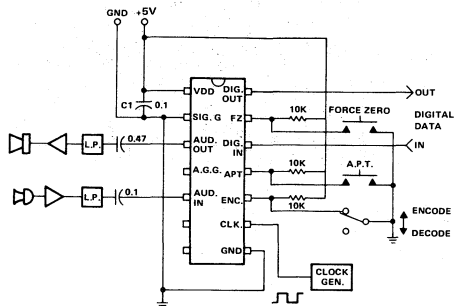 GND +5V
VDD DIG. OUT
OUT
C1 0.1
SIG. G FZ
10K
FORCE ZERO
DIGITAL DATA
L.P. 0.47
AUD. OUT DIG. IN
IN
A.G.G. APT
10K
A.P.T.
L.P. 0.1
AUD. IN ENC.
10K
ENCODE
DECODE
CLK.
GND
CLOCK GEN.